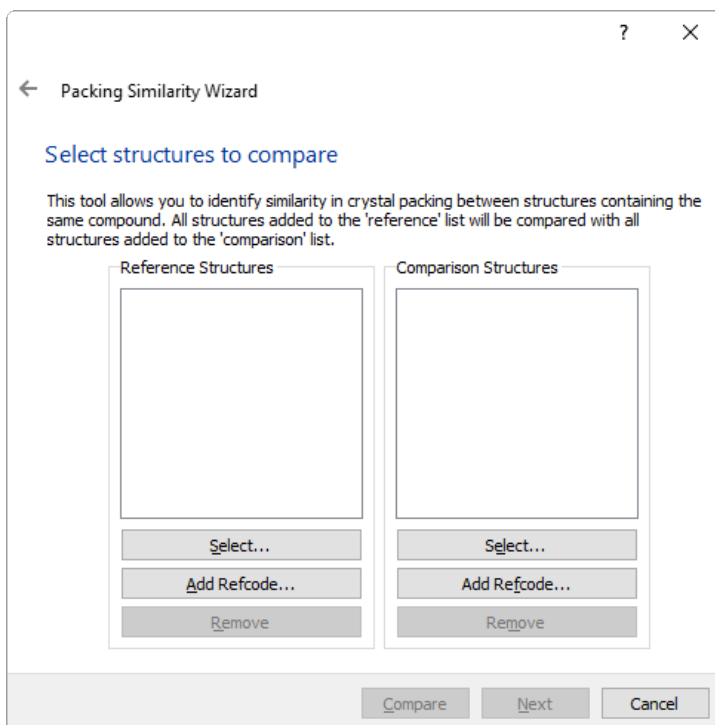 ?
Packing Similarity Wizard
Select structures to compare
This tool allows you to identify similarity in crystal packing between structures containing the
same compound. All structures added to the 'reference' list will be compared with all
structures added to the 'comparison' list.
Reference Structures
Comparison Structures
Select...
Select...
Add Refcode...
Add Refcode...
Remove
Remove
Compare
Next
Cancel